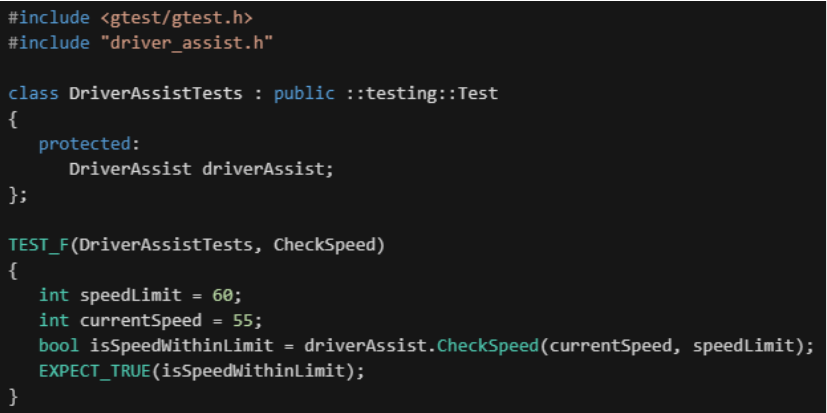 #include <gtest/gtest.h>
#include "driver_assist.h"

class DriverAssistTests : public ::testing::Test
{
   protected:
      DriverAssist driverAssist;
};

TEST_F(DriverAssistTests, CheckSpeed)
{
   int speedLimit = 60;
   int currentSpeed = 55;
   bool isSpeedWithinLimit = driverAssist.CheckSpeed(currentSpeed, speedLimit);
   EXPECT_TRUE(isSpeedWithinLimit);
}